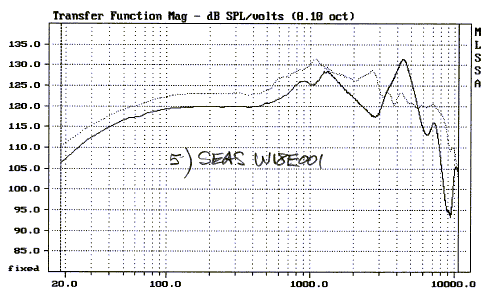 Transfer Function Mag - dB SPL/volts (0.10 oct)
135.0
130.0
125.0
120.0
115.0
110.0
105.0
100.0
95.0
90.0
85.0
fixed
20.0 100.0 1000.0 10000.0
MLSSA
5) SEAS W18E001